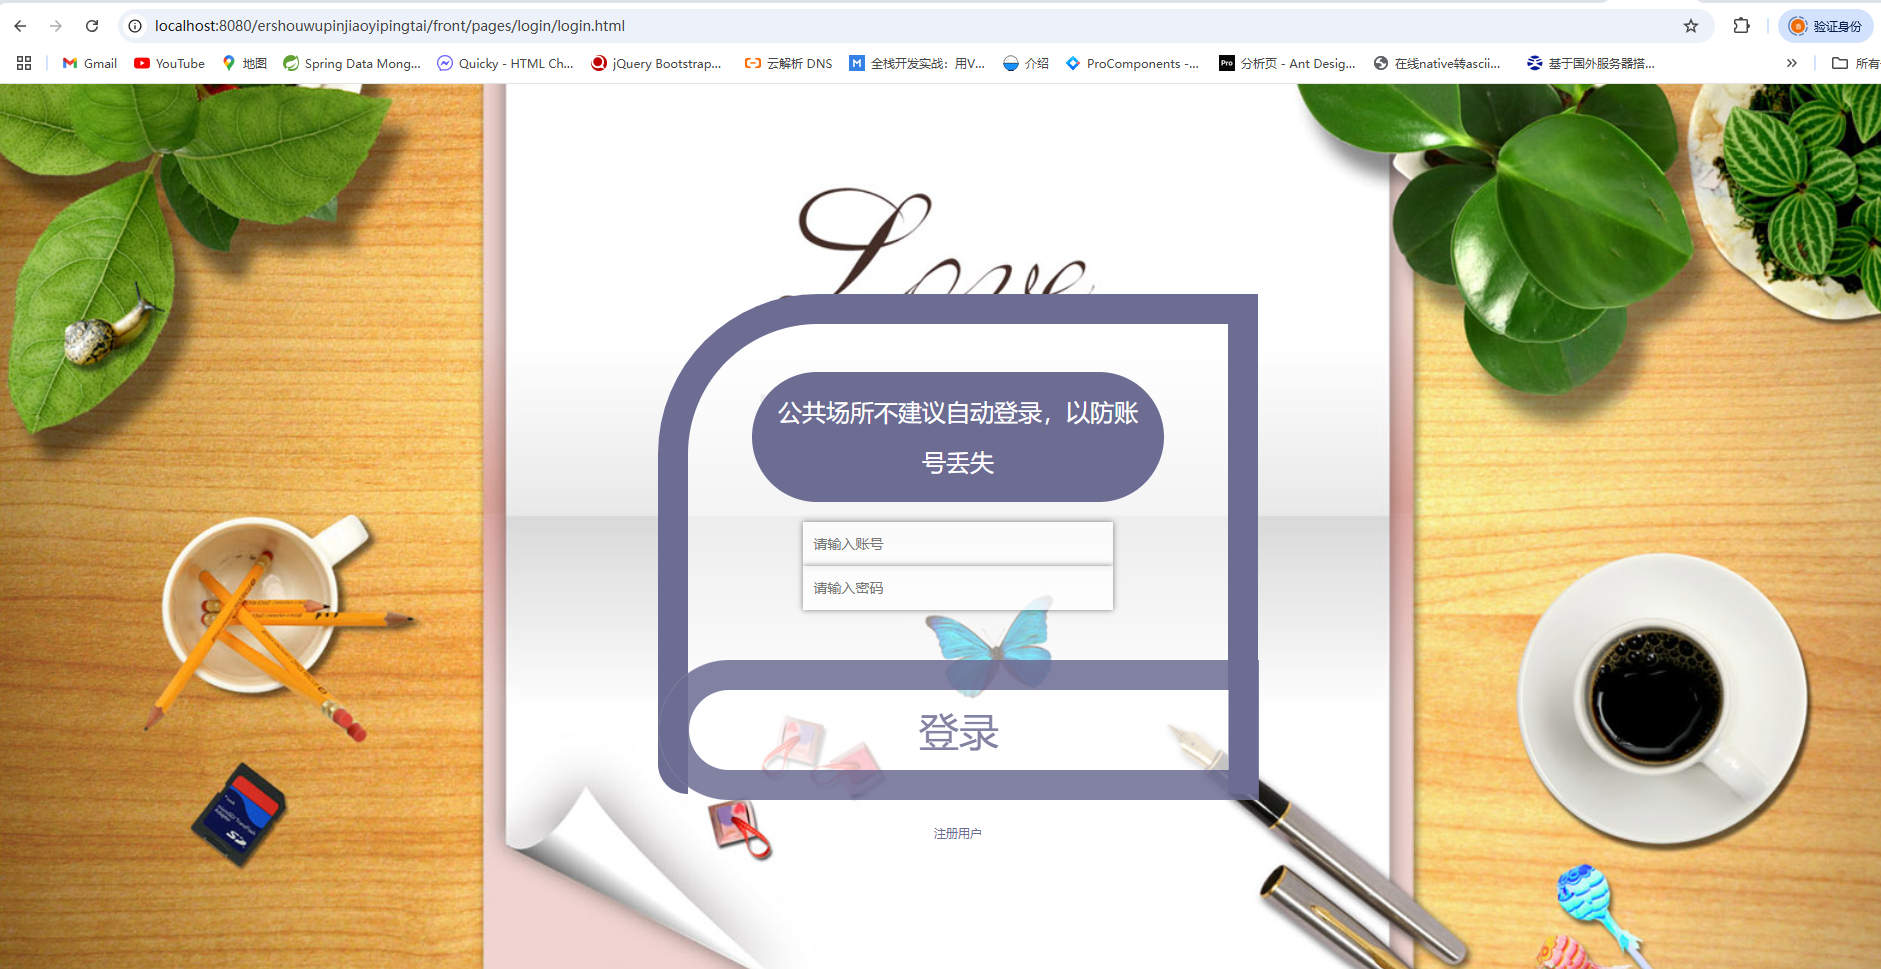 localhost:8080/ershouwupinjiaoyipingtai/front/pages/login/login.html
验证身份
Gmail
YouTube
地图
Spring Data Mong...
Quicky - HTML Ch...
jQuery Bootstrap...
云解析 DNS
全栈开发实战：用V...
介绍
ProComponents -...
Pro
分析页 - Ant Desig...
在线native转ascii...
基于国外服务器搭...
所有
Love
公共场所不建议自动登录，以防账
号丢失
请输入账号
请输入密码
登录
注册用户